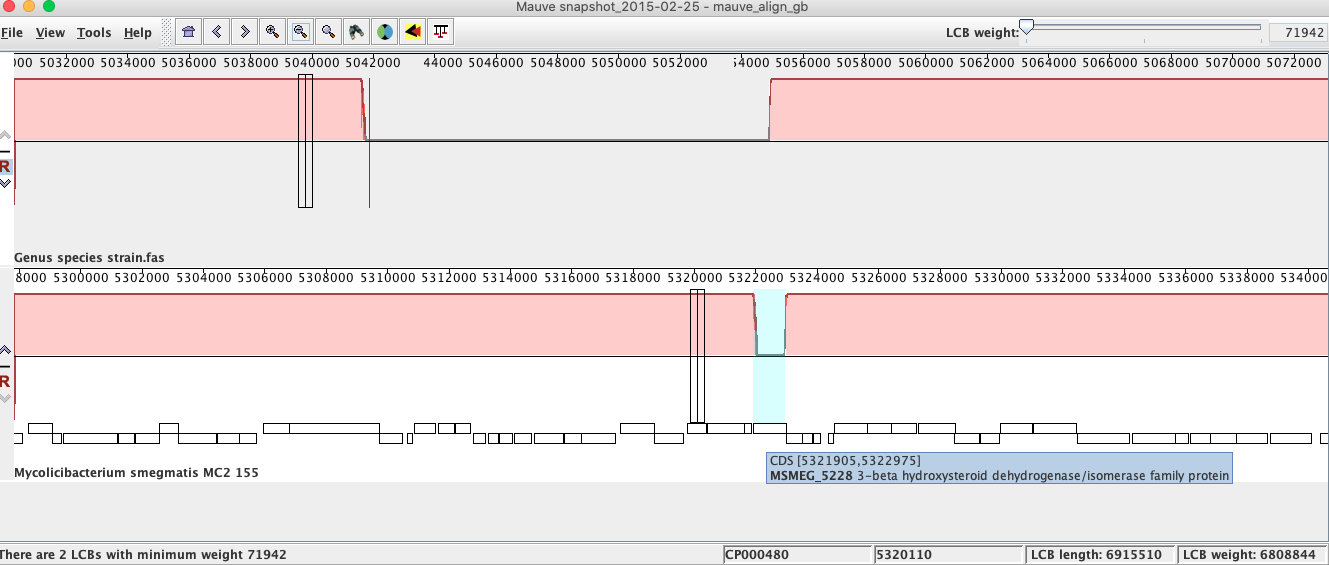 Mauve snapshot_2015-02-25 - mauve_align_gb
File View Tools Help LCB weight: 71942
000 5032000 5034000 5036000 5038000 5040000 5042000 44000 5046000 5048000 5050000 5052000 54000 5056000 5058000 5060000 5062000 5064000 5066000 5068000 5070000 5072000
R
Genus species strain.fas
8000 5300000 5302000 5304000 5306000 5308000 5310000 5312000 5314000 5316000 5318000 5320000 5322000 5324000 5326000 5328000 5330000 5332000 5334000 5336000 5338000 534000
R
CDS [5321905,5322975]
Mycolicibacterium smegmatis MC2 155
MSMEG_5228 3-beta hydroxysteroid dehydrogenase/isomerase family protein
There are 2 LCBs with minimum weight 71942 CP000480 5320110 LCB length: 6915510 LCB weight: 6808844